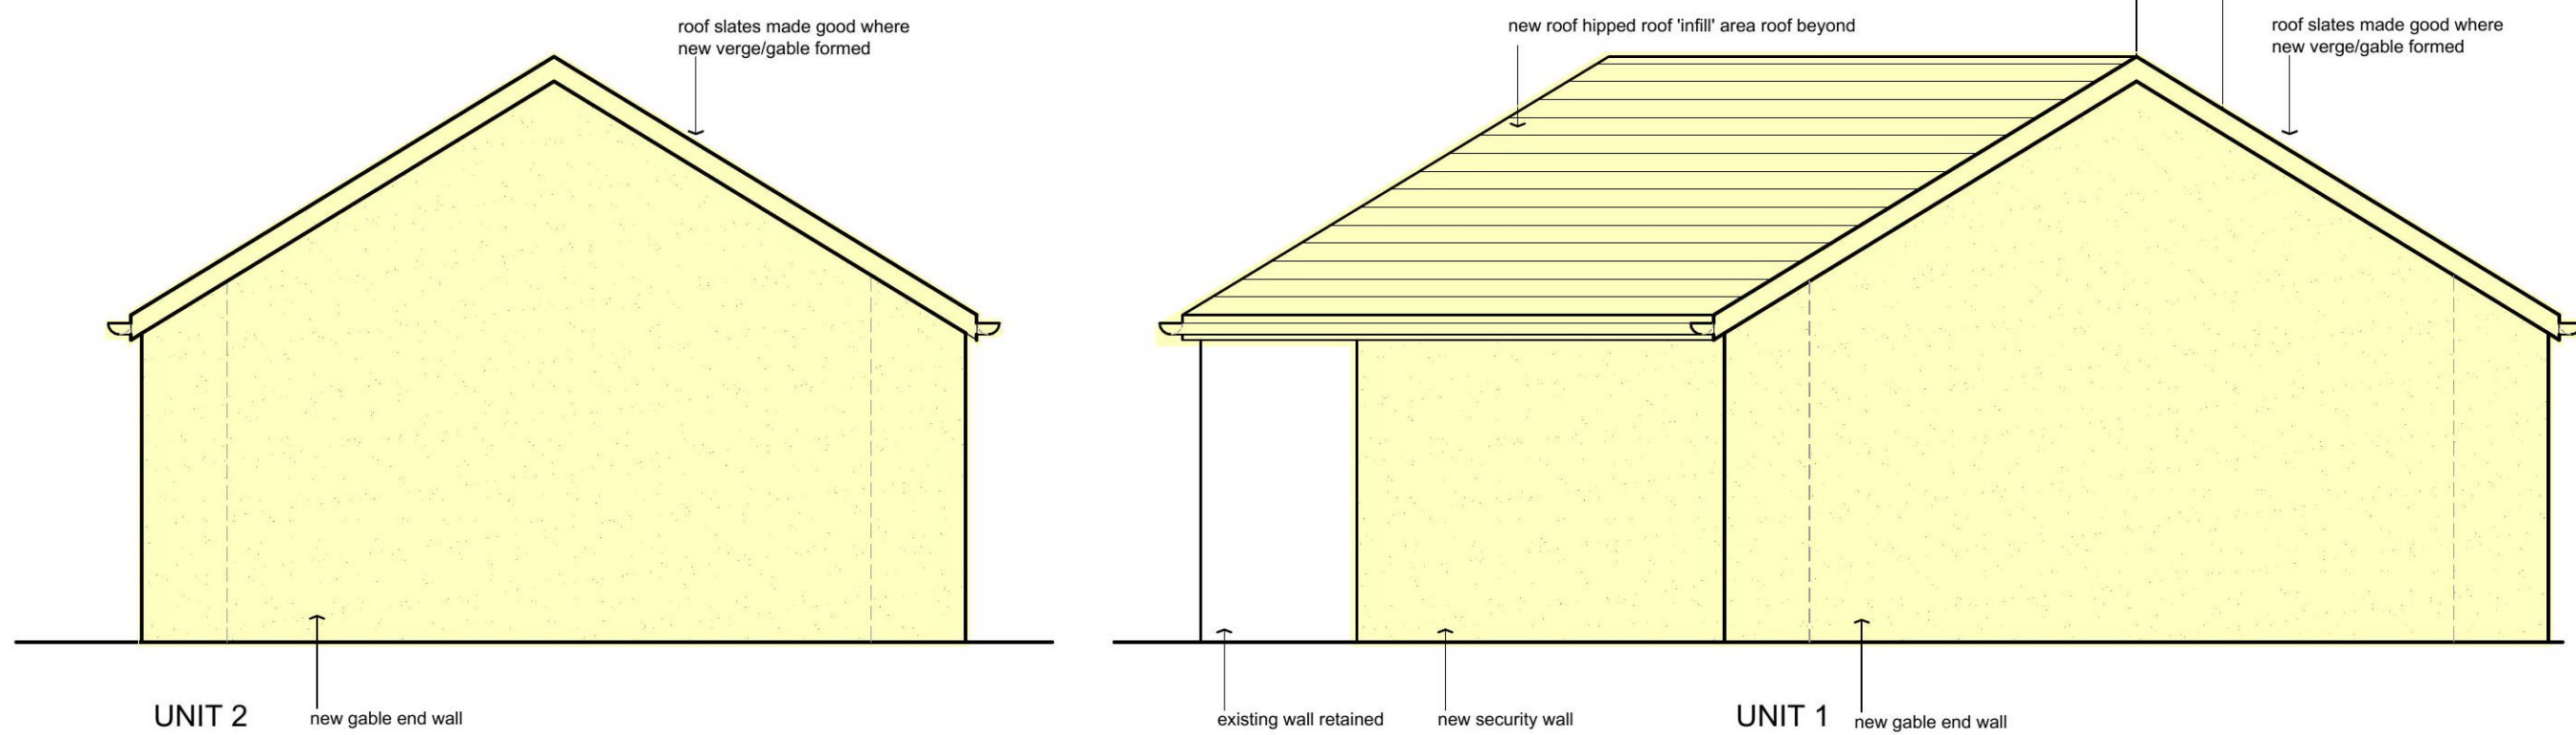 roof slates made good where
new verge/gable formed
new roof hipped roof 'infill' area roof beyond
roof slates made good where
new verge/gable formed
UNIT 2
new gable end wall
existing wall retained
new security wall
UNIT 1
new gable end wall